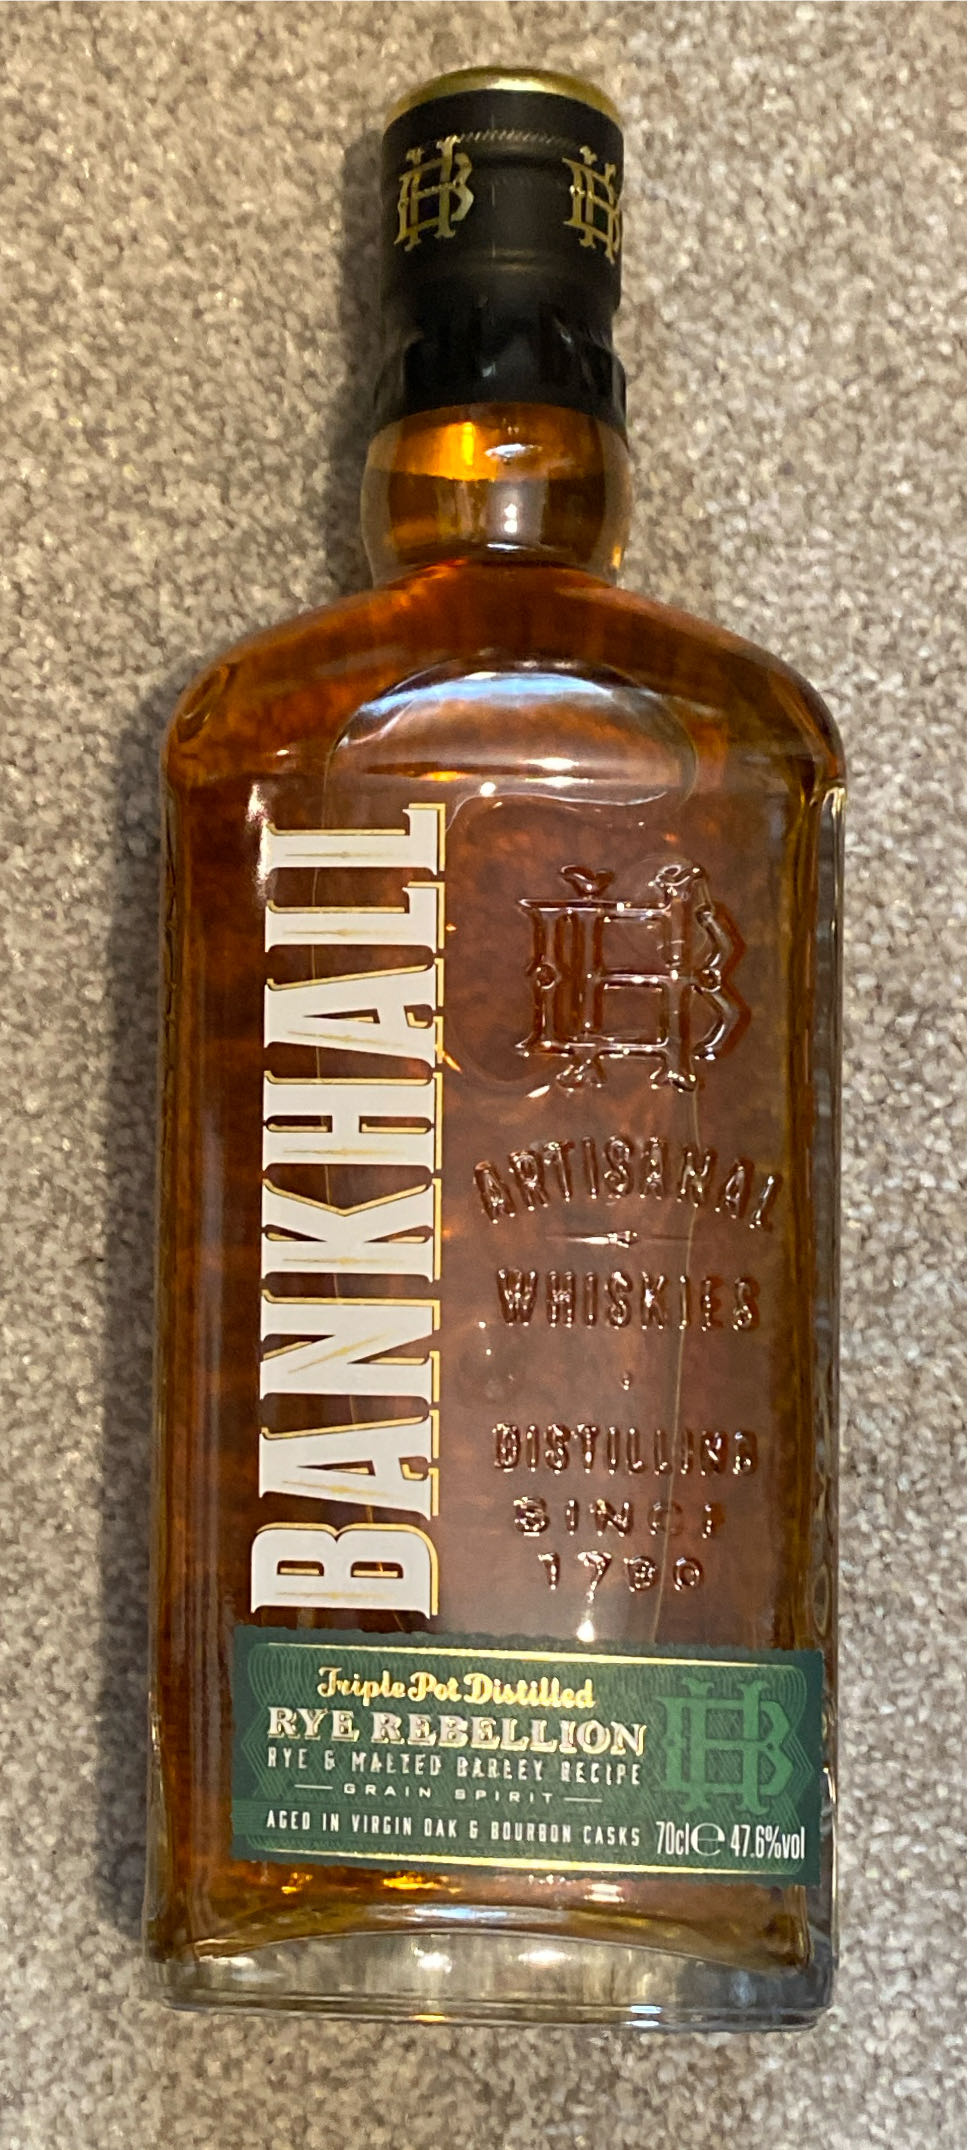 BANKHALL
ARTISANAL
WHISKIES
DISTILLING
SINCE
1780
Triple Pot Distilled
RYE REBELLION
RYE & MALTED BARLEY RECIPE
GRAIN SPIRIT
AGED IN VIRGIN OAK & BOURBON CASKS 70cl℮ 47.6%vol